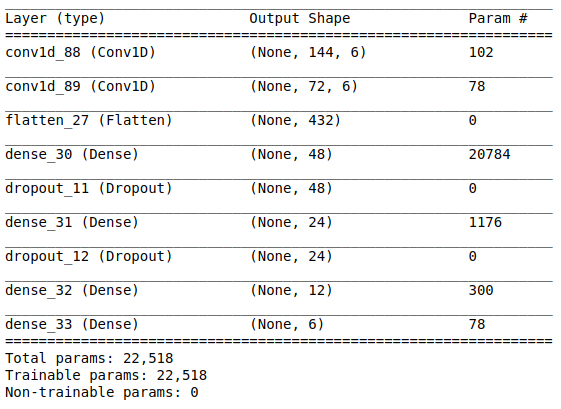 Layer (type) Output Shape Param #
=================================================================
conv1d_88 (Conv1D) (None, 144, 6) 102
conv1d_89 (Conv1D) (None, 72, 6) 78
flatten_27 (Flatten) (None, 432) 0
dense_30 (Dense) (None, 48) 20784
dropout_11 (Dropout) (None, 48) 0
dense_31 (Dense) (None, 24) 1176
dropout_12 (Dropout) (None, 24) 0
dense_32 (Dense) (None, 12) 300
dense_33 (Dense) (None, 6) 78
=================================================================
Total params: 22,518
Trainable params: 22,518
Non-trainable params: 0